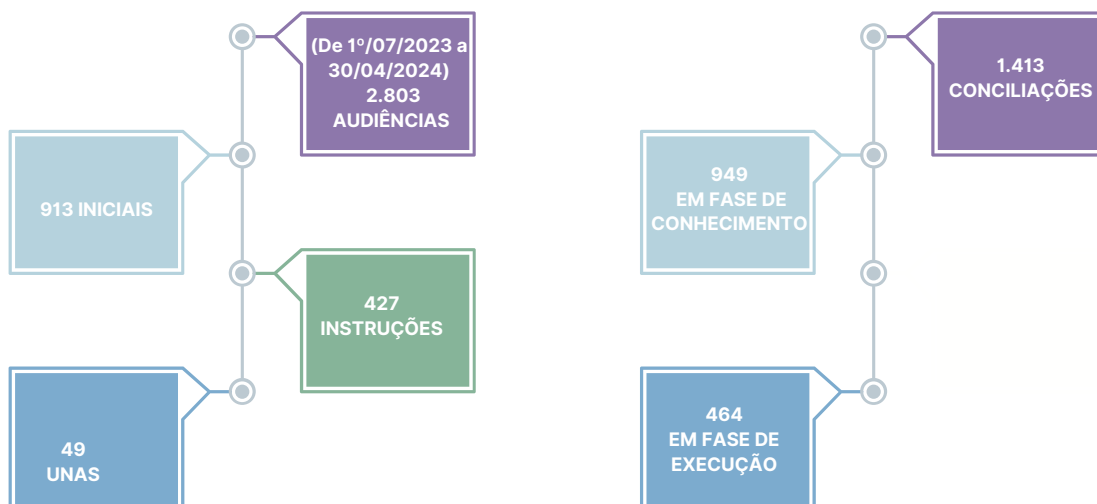 (De 1º/07/2023 a
30/04/2024)
2.803
AUDIÊNCIAS
913 INICIAIS
427
INSTRUÇÕES
49
UNAS
1.413
CONCILIAÇÕES
949
EM FASE DE
CONHECIMENTO
464
EM FASE DE
EXECUÇÃO